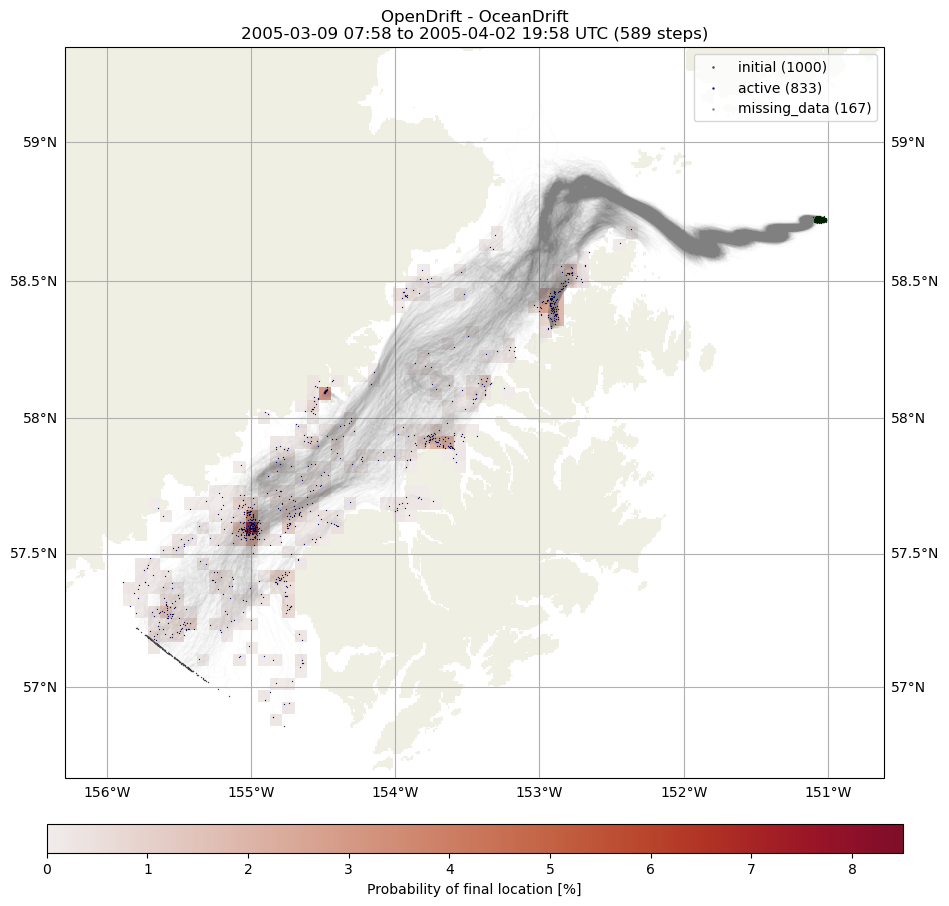 OpenDrift - OceanDrift
2005-03-09 07:58 to 2005-04-02 19:58 UTC (589 steps)
initial (1000)
active (833)
missing_data (167)
59°N 59°N
58.5°N 58.5°N
58°N 58°N
57.5°N 57.5°N
57°N 57°N
156°W 155°W 154°W 153°W 152°W 151°W
0 1 2 3 4 5 6 7 8
Probability of final location [%]